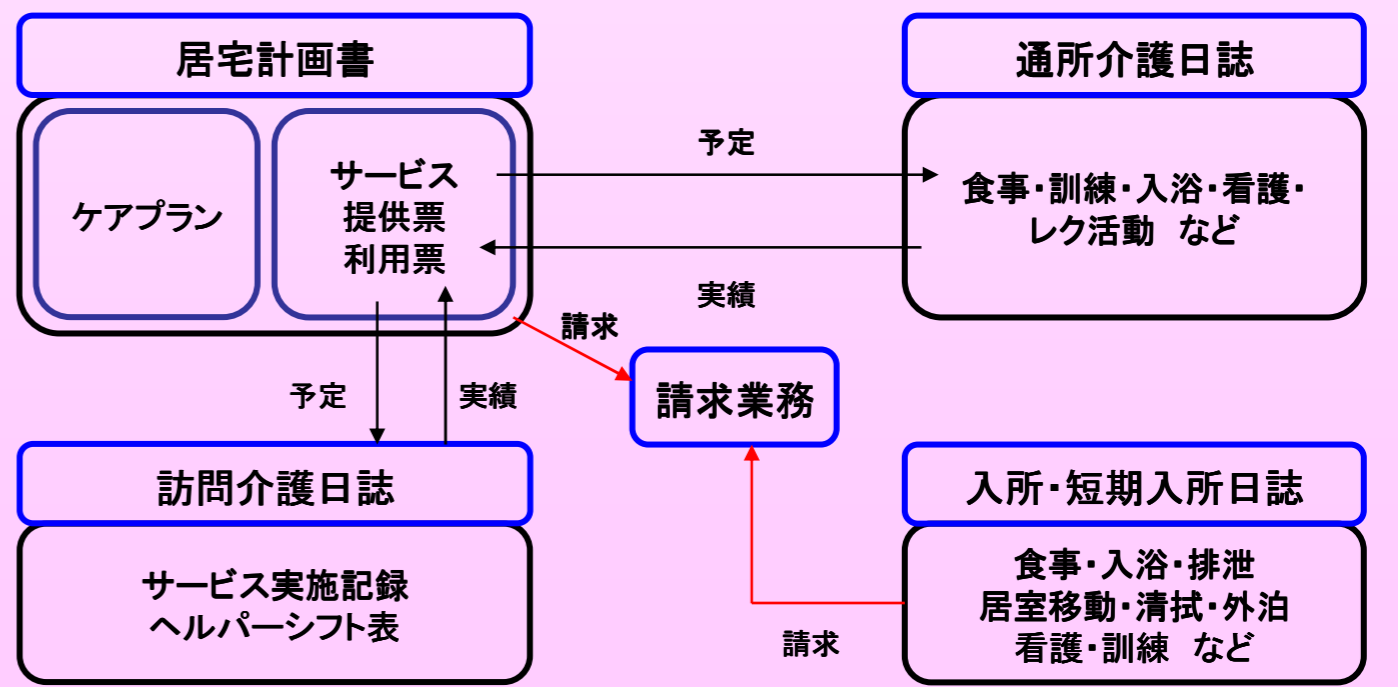 居宅計画書
ケアプラン
サービス
提供票
利用票
予定
実績
通所介護日誌
食事・訓練・入浴・看護・
レク活動　など
請求
請求業務
予定
実績
訪問介護日誌
サービス実施記録
ヘルパーシフト表
入所・短期入所日誌
食事・入浴・排泄
居室移動・清拭・外泊
看護・訓練　など
請求